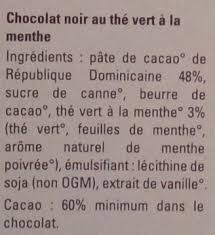 Chocolat noir au thé vert à la
menthe
Ingrédients : pâte de cacao° de
République Dominicaine 48%,
sucre de canne°, beurre de
cacao°, thé vert à la menthe° 3%
(thé vert°, feuilles de menthe°,
arôme naturel de menthe
poivrée°), émulsifiant : lécithine de
soja (non OGM), extrait de vanille°.
Cacao : 60% minimum dans le
chocolat.